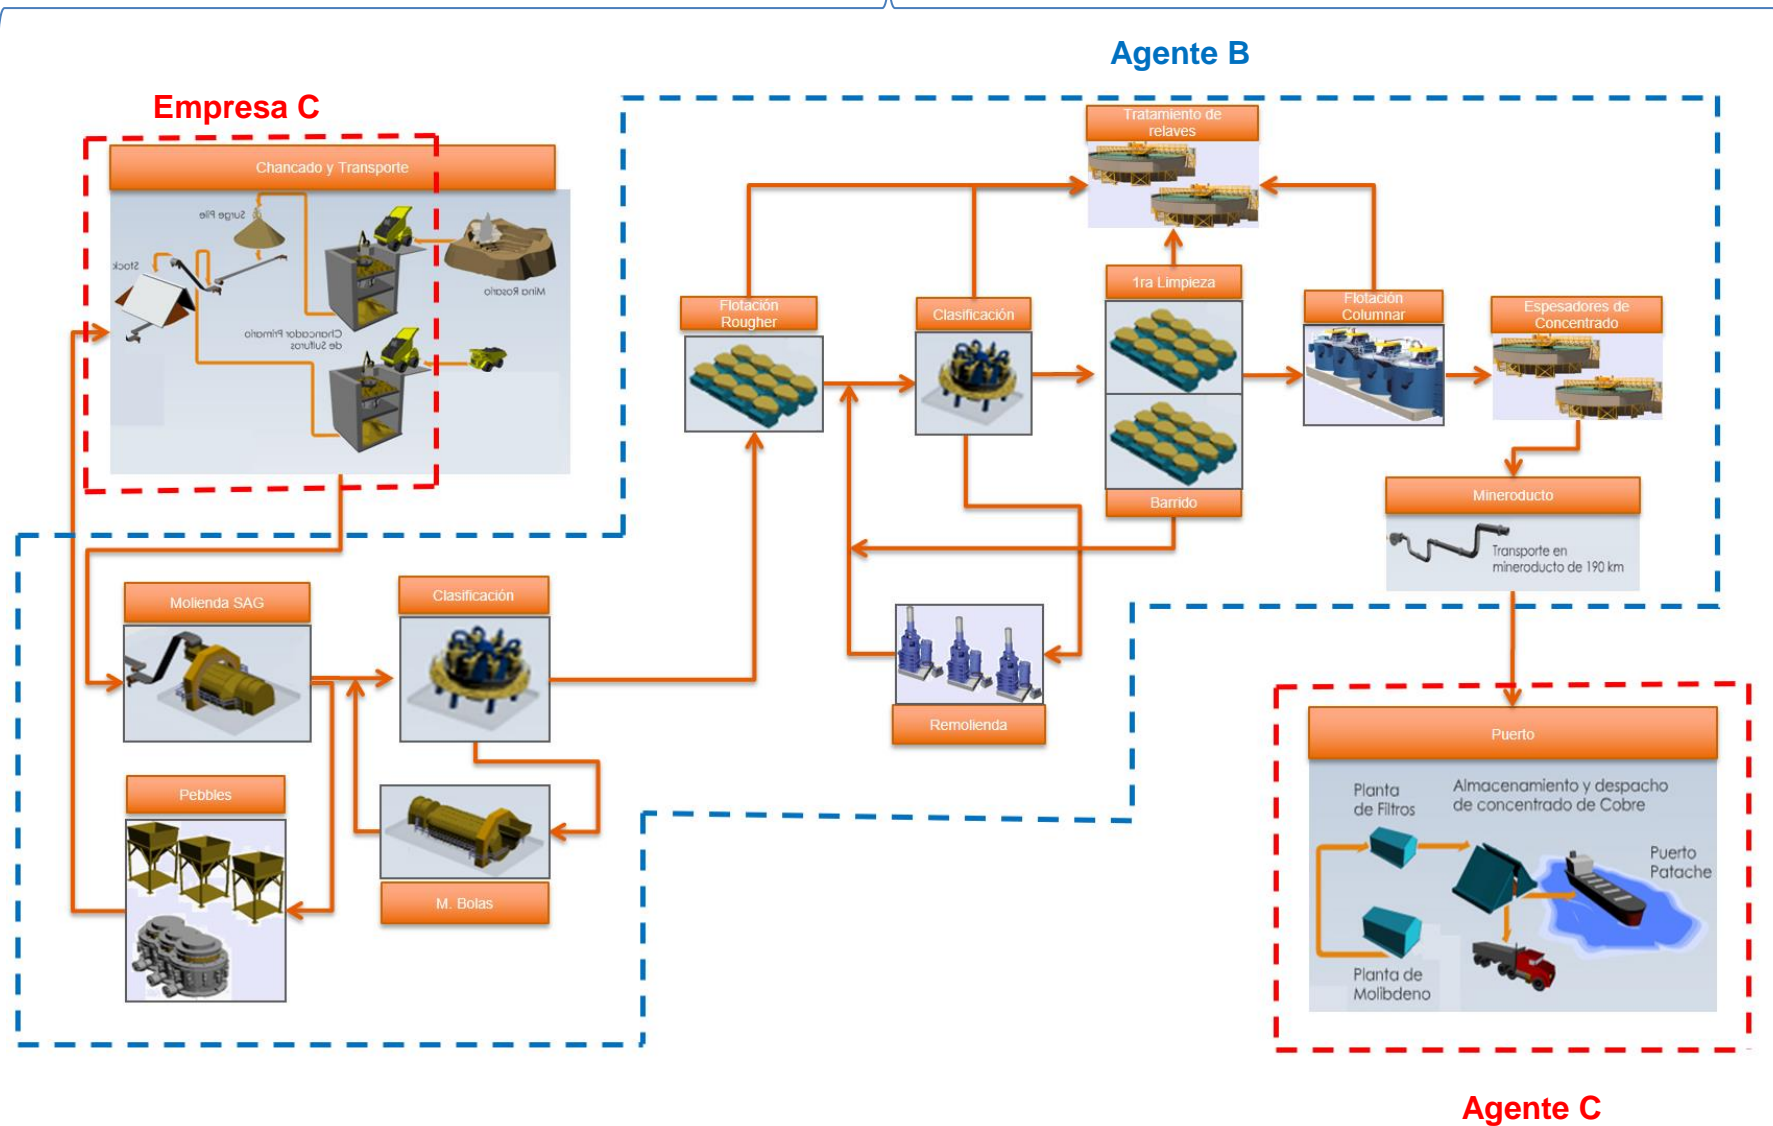 Agente B
Empresa C
Chancado y Transporte
Surge Pile
Stock
Mina Rosario
Chancador Primario
de Sulfuros
Tratamiento de
relaves
Flotación
Rougher
Clasificación
1ra Limpieza
Barrido
Flotación
Columnar
Espesadores de
Concentrado
Mineroducto
Transporte en
mineroducto de 190 km
Molienda SAG
Clasificación
Remolienda
Pebbles
M. Bolas
Puerto
Planta
de Filtros
Almacenamiento y despacho
de concentrado de Cobre
Puerto
Patache
Planta de
Molibdeno
Agente C